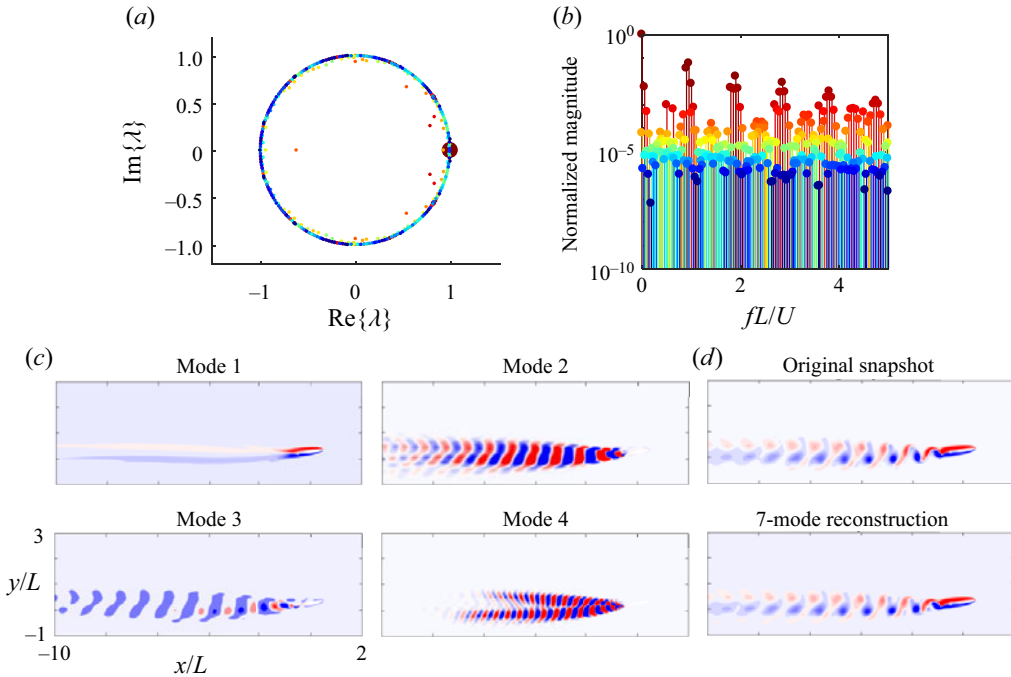 (a)
Im{λ}
1.0
0.5
0
−0.5
−1.0
−1 0 1
Re{λ}
(b)
Normalized magnitude
10^0
10^−5
10^−10
0 2 4
fL/U
(c)
Mode 1
Mode 2
(d)
Original snapshot
Mode 3
Mode 4
7-mode reconstruction
3
y/L
−1
−10 2
x/L